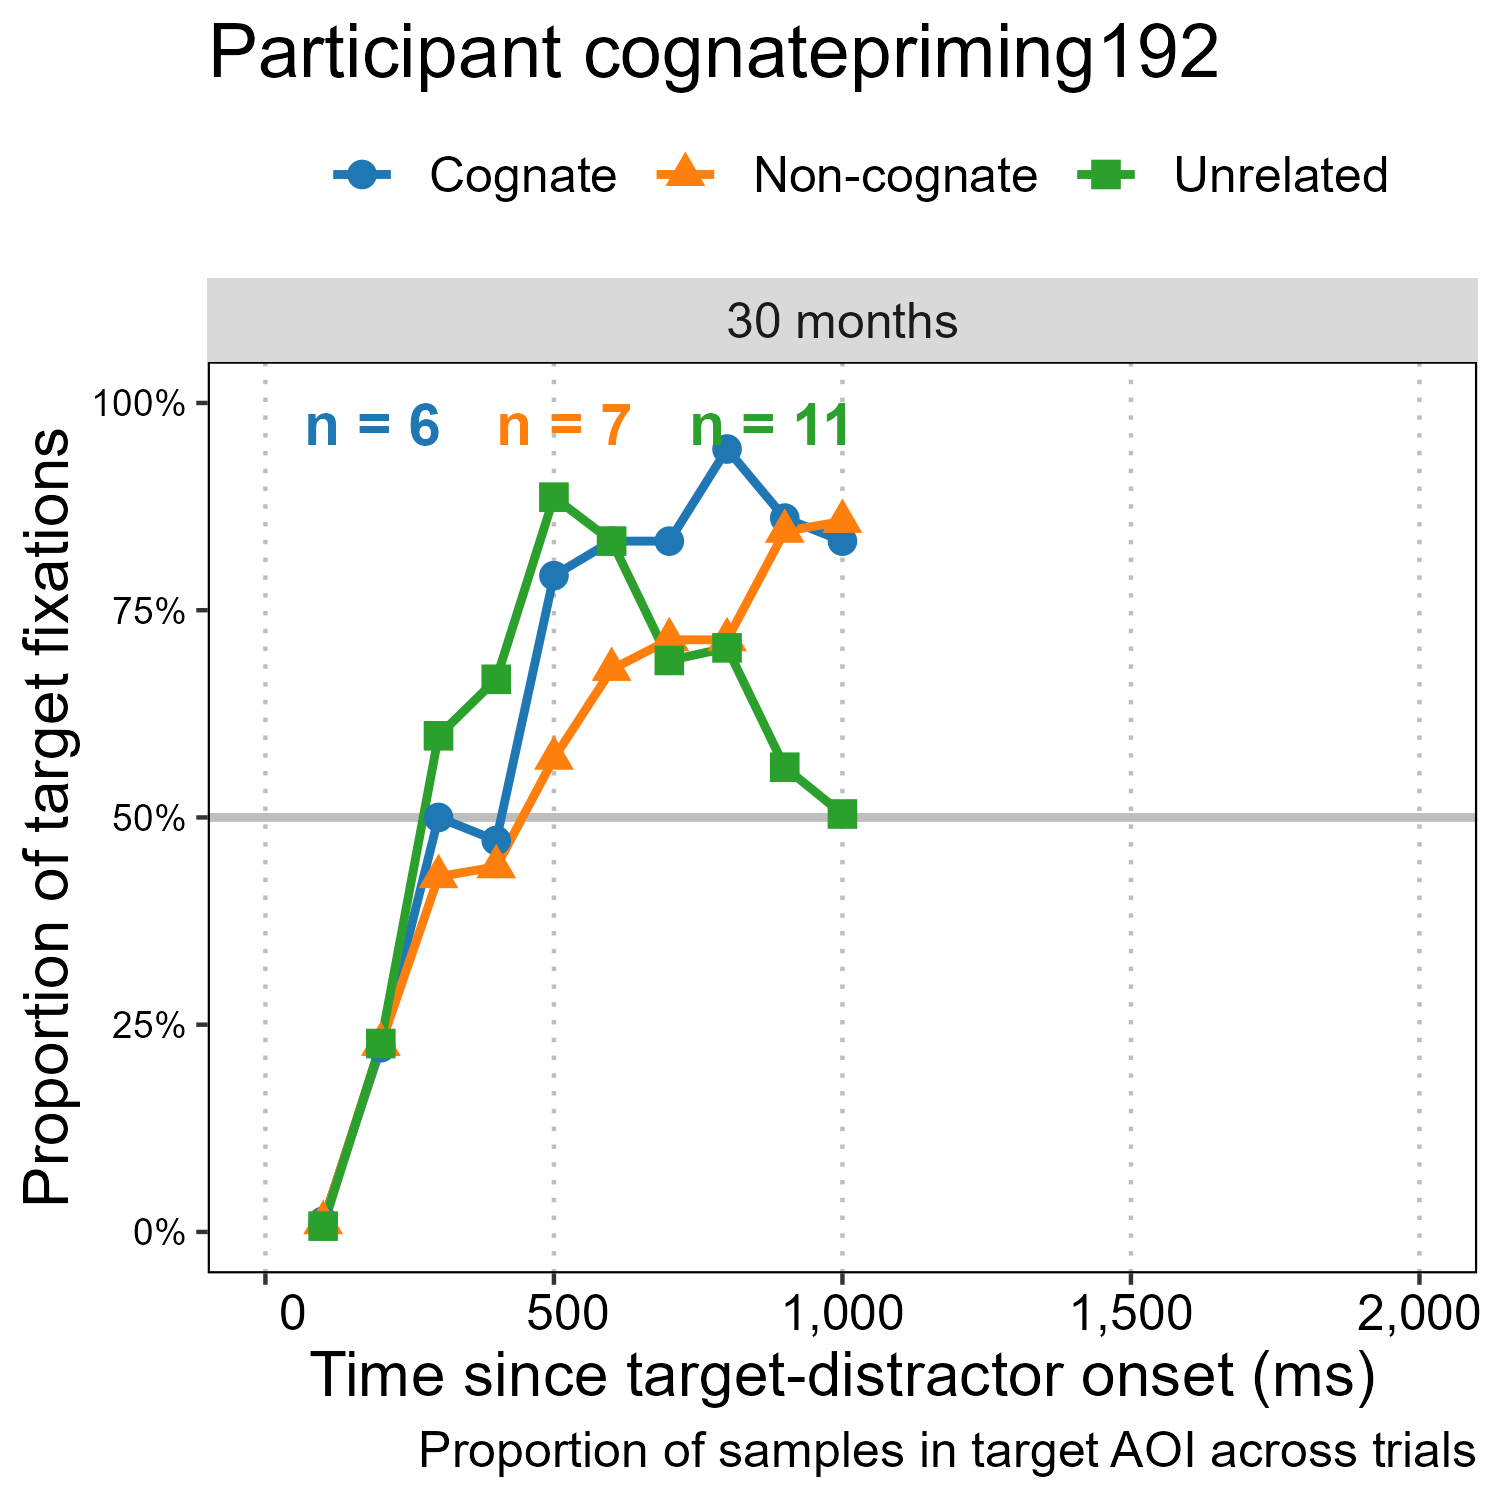 Participant cognatepriming192
Cognate Non-cognate Unrelated
30 months
n = 6 n = 7 n = 11
100%
75%
50%
25%
0%
Proportion of target fixations
0 500 1,000 1,500 2,000
Time since target-distractor onset (ms)
Proportion of samples in target AOI across trials